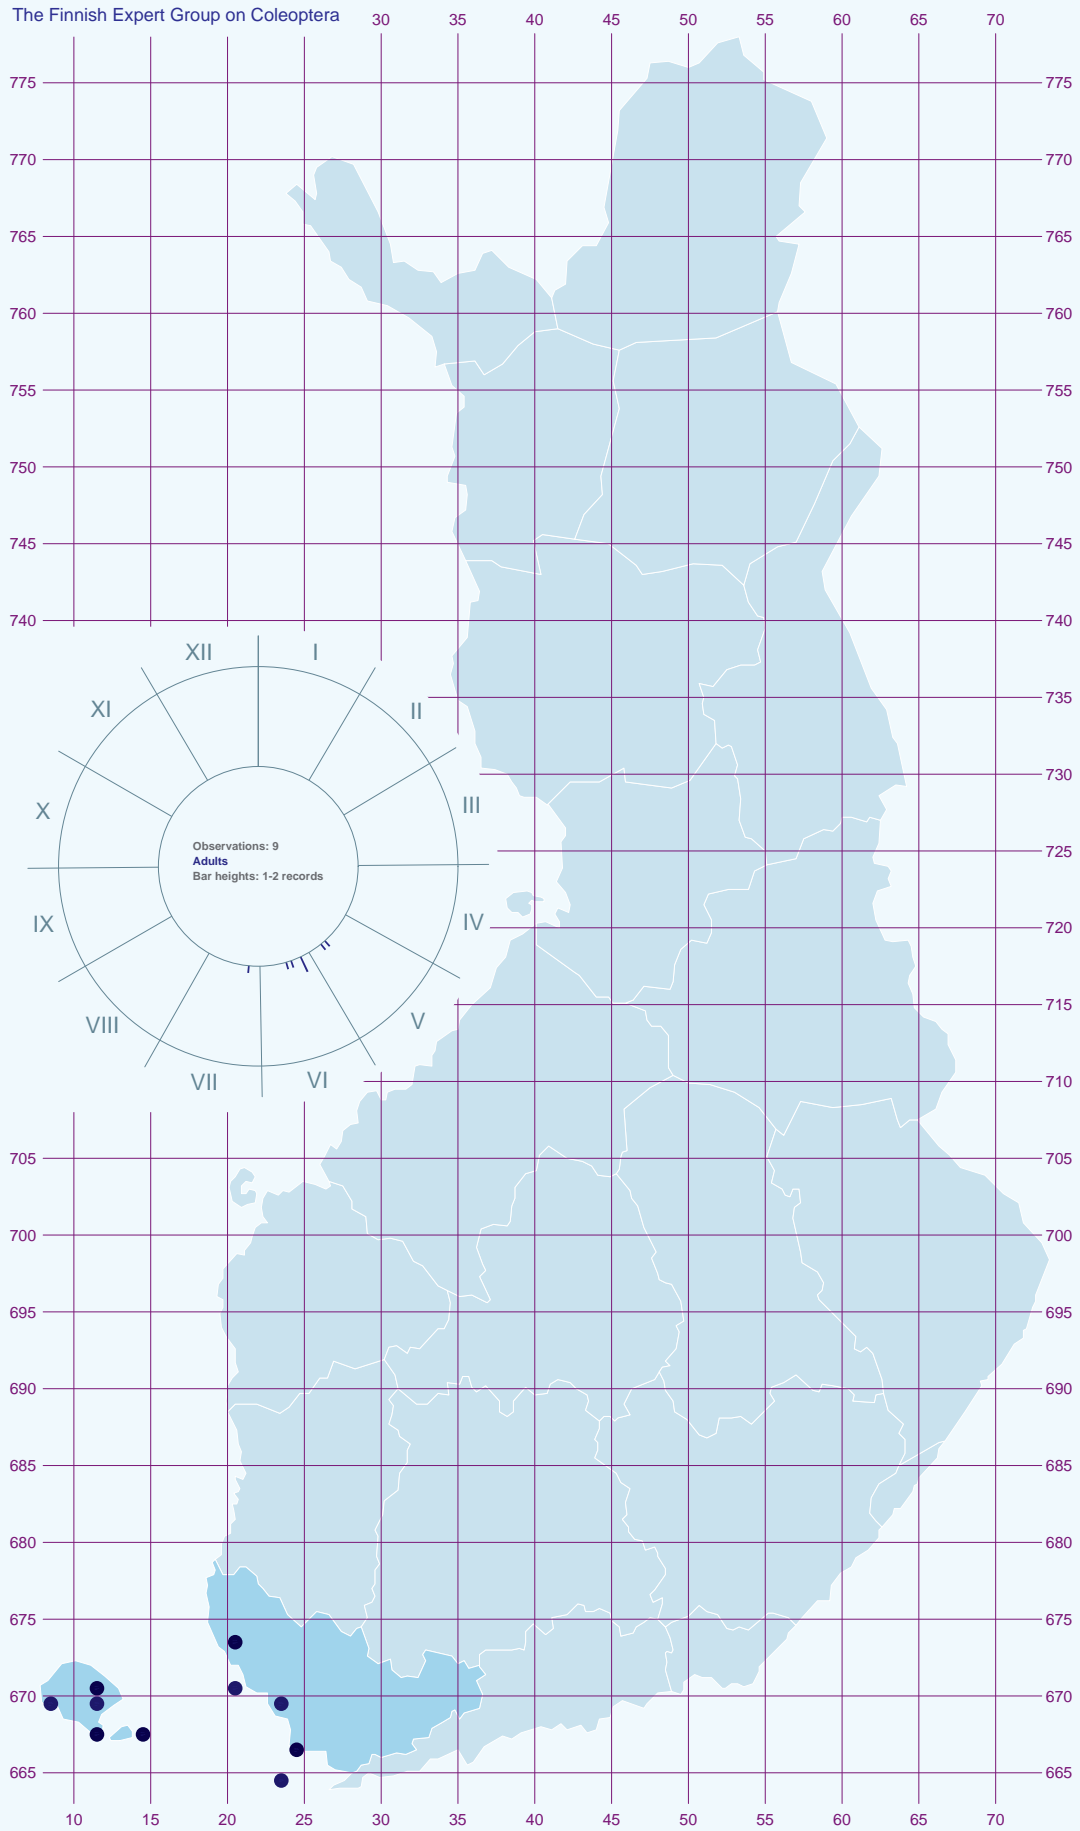 The Finnish Expert Group on Coleoptera
30 35 40 45 50 55 60 65 70
775 775
770 770
765 765
760 760
755 755
750 750
745 745
740 740
XII I
XI II
735
730
X III
725
Observations: 9
Adults
Bar heights: 1-2 records
IX IV
720
715
VIII V
VII VI
710
705 705
700 700
695 695
690 690
685 685
680 680
675 675
670 670
665 665
10 15 20 25 30 35 40 45 50 55 60 65 70